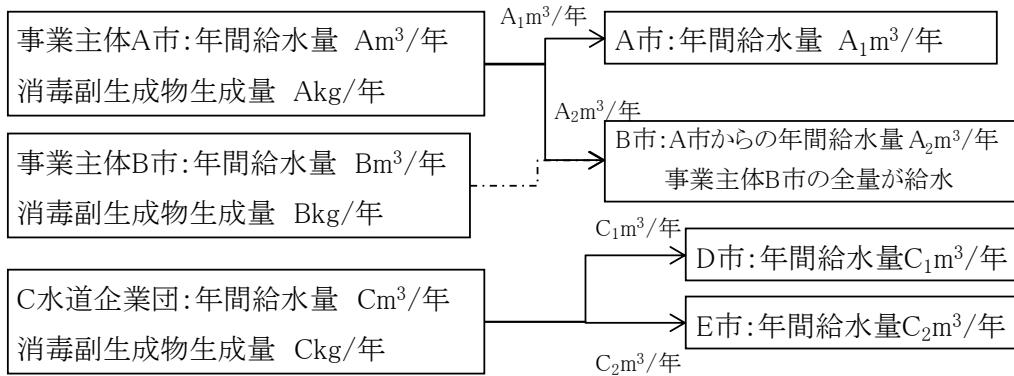 事業主体A市：年間給水量 Am³/年
消毒副生成物生成量 Akg/年
A₁m³/年
A市：年間給水量 A₁m³/年
A₂m³/年
B市：A市からの年間給水量 A₂m³/年
事業主体B市の全量が給水
事業主体B市：年間給水量 Bm³/年
消毒副生成物生成量 Bkg/年
C水道企業団：年間給水量 Cm³/年
消毒副生成物生成量 Ckg/年
C₁m³/年
D市：年間給水量C₁m³/年
E市：年間給水量C₂m³/年
C₂m³/年